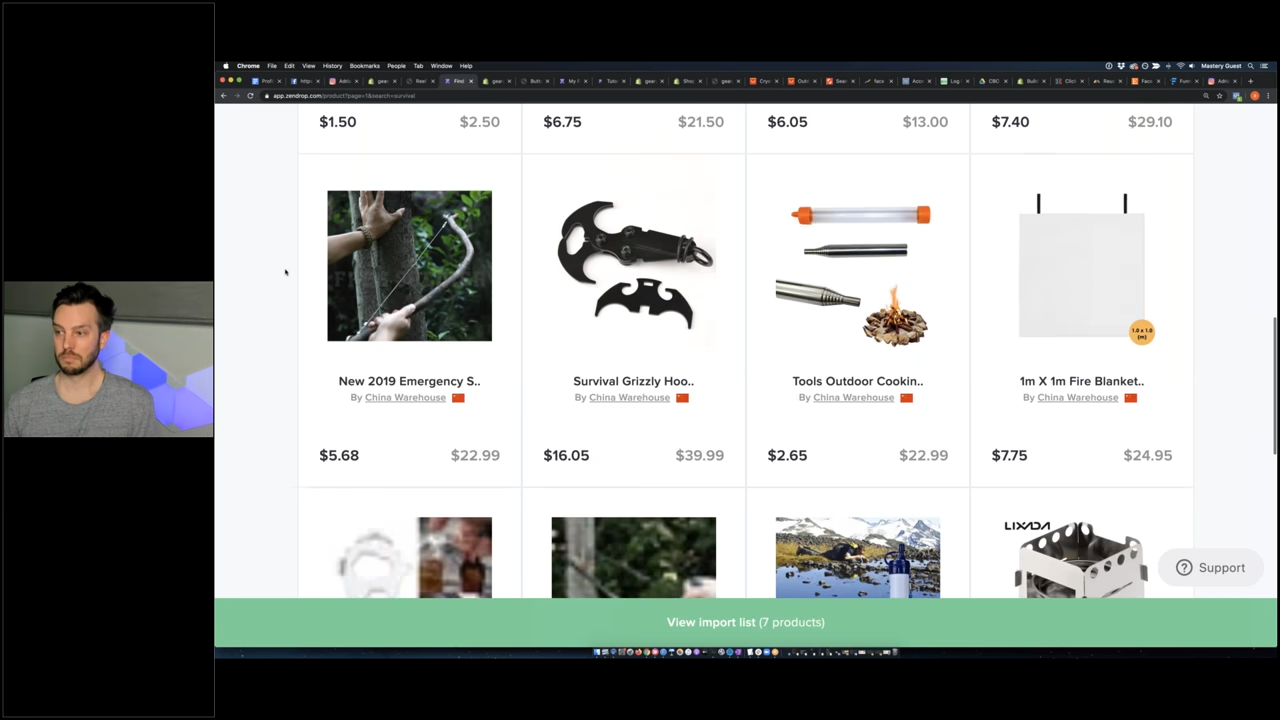 Chrome File Edit View History Bookmarks People Tab Window Help
Mastery Guest
app.zendrop.com/product?page=1&search=survival
$1.50 $2.50 $6.75 $21.50 $6.05 $13.00 $7.40 $29.10
1.0 x 1.0
(m)
New 2019 Emergency S.. Survival Grizzly Hoo.. Tools Outdoor Cookin.. 1m X 1m Fire Blanket..
By China Warehouse By China Warehouse By China Warehouse By China Warehouse
$5.68 $22.99 $16.05 $39.99 $2.65 $22.99 $7.75 $24.95
LIXADA
Support
View import list (7 products)